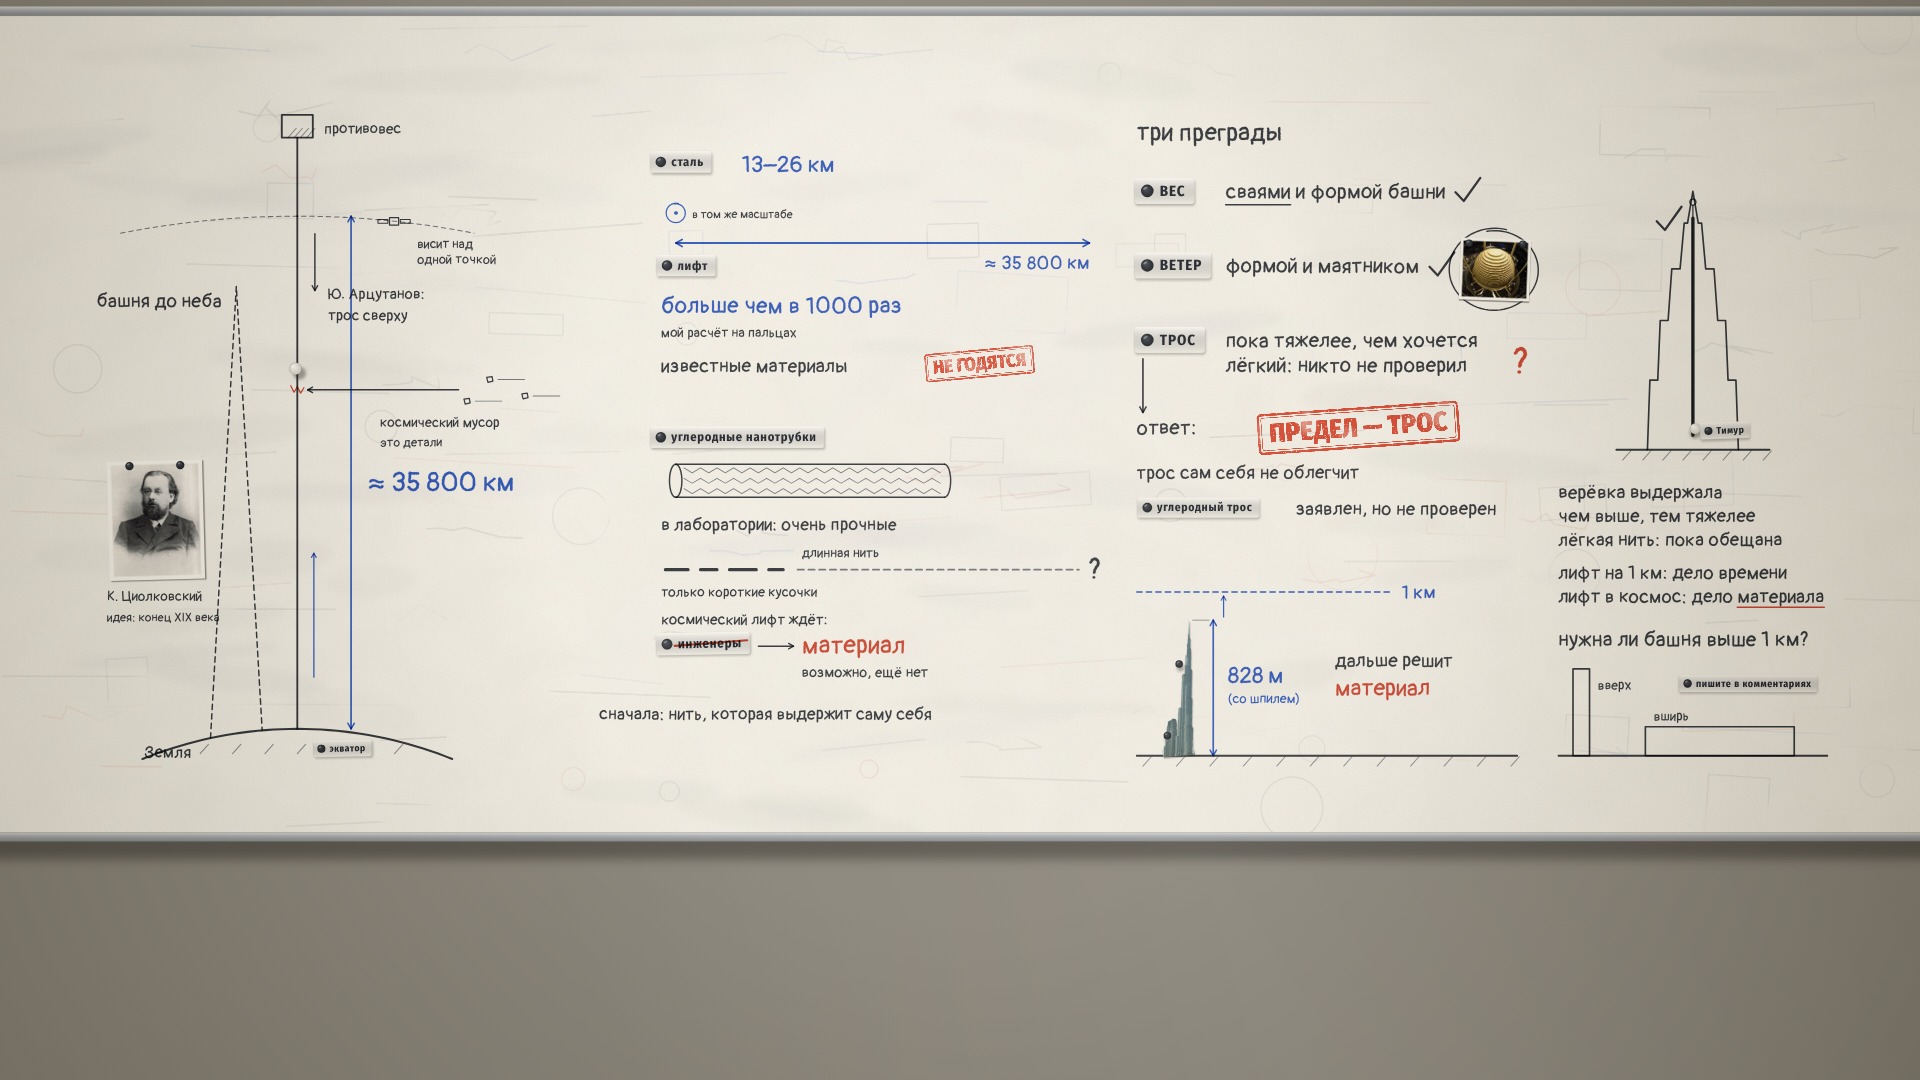 противовес
висит над
одной точкой
башня до неба
Ю. Арцутанов:
трос сверху
космический мусор
это детали
≈ 35 800 км
К. Циолковский
идея: конец XIX века
Земля
экватор
сталь
13–26 км
в том же масштабе
лифт
≈ 35 800 км
больше чем в 1000 раз
мой расчёт на пальцах
известные материалы
НЕ ГОДЯТСЯ
углеродные нанотрубки
в лаборатории: очень прочные
длинная нить
?
только короткие кусочки
космический лифт ждёт:
инженеры
материал
возможно, ещё нет
сначала: нить, которая выдержит саму себя
три преграды
ВЕС
сваями и формой башни
ВЕТЕР
формой и маятником
ТРОС
пока тяжелее, чем хочется
лёгкий: никто не проверил
?
ответ:
ПРЕДЕЛ — ТРОС
трос сам себя не облегчит
углеродный трос
заявлен, но не проверен
1 км
828 м
(со шпилем)
дальше решит
материал
Тимур
верёвка выдержала
чем выше, тем тяжелее
лёгкая нить: пока обещана
лифт на 1 км: дело времени
лифт в космос: дело материала
нужна ли башня выше 1 км?
вверх
пишите в комментариях
вширь